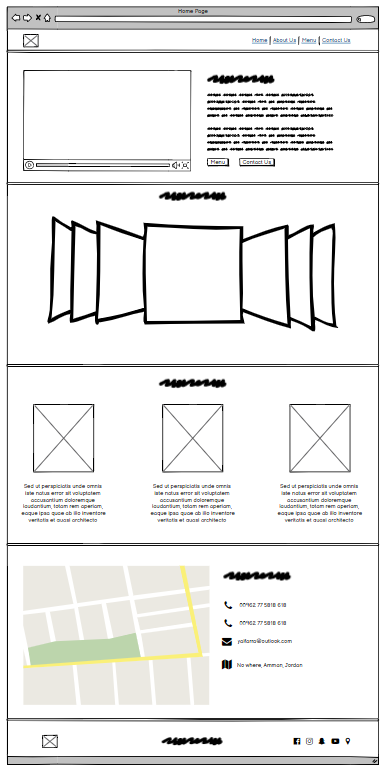 Home Page
Home | About Us | Menu | Contact Us
Menu
Contact Us
Sed ut perspiciatis unde omnis
iste natus error sit voluptatem
accusantium doloremque
laudantium, totam rem aperiam,
eaque ipsa quae ab illo inventore
veritatis et quasi architecto
Sed ut perspiciatis unde omnis
iste natus error sit voluptatem
accusantium doloremque
laudantium, totam rem aperiam,
eaque ipsa quae ab illo inventore
veritatis et quasi architecto
Sed ut perspiciatis unde omnis
iste natus error sit voluptatem
accusantium doloremque
laudantium, totam rem aperiam,
eaque ipsa quae ab illo inventore
veritatis et quasi architecto
00962 77 5818 618
00962 77 5818 618
No where, Amman, Jordan